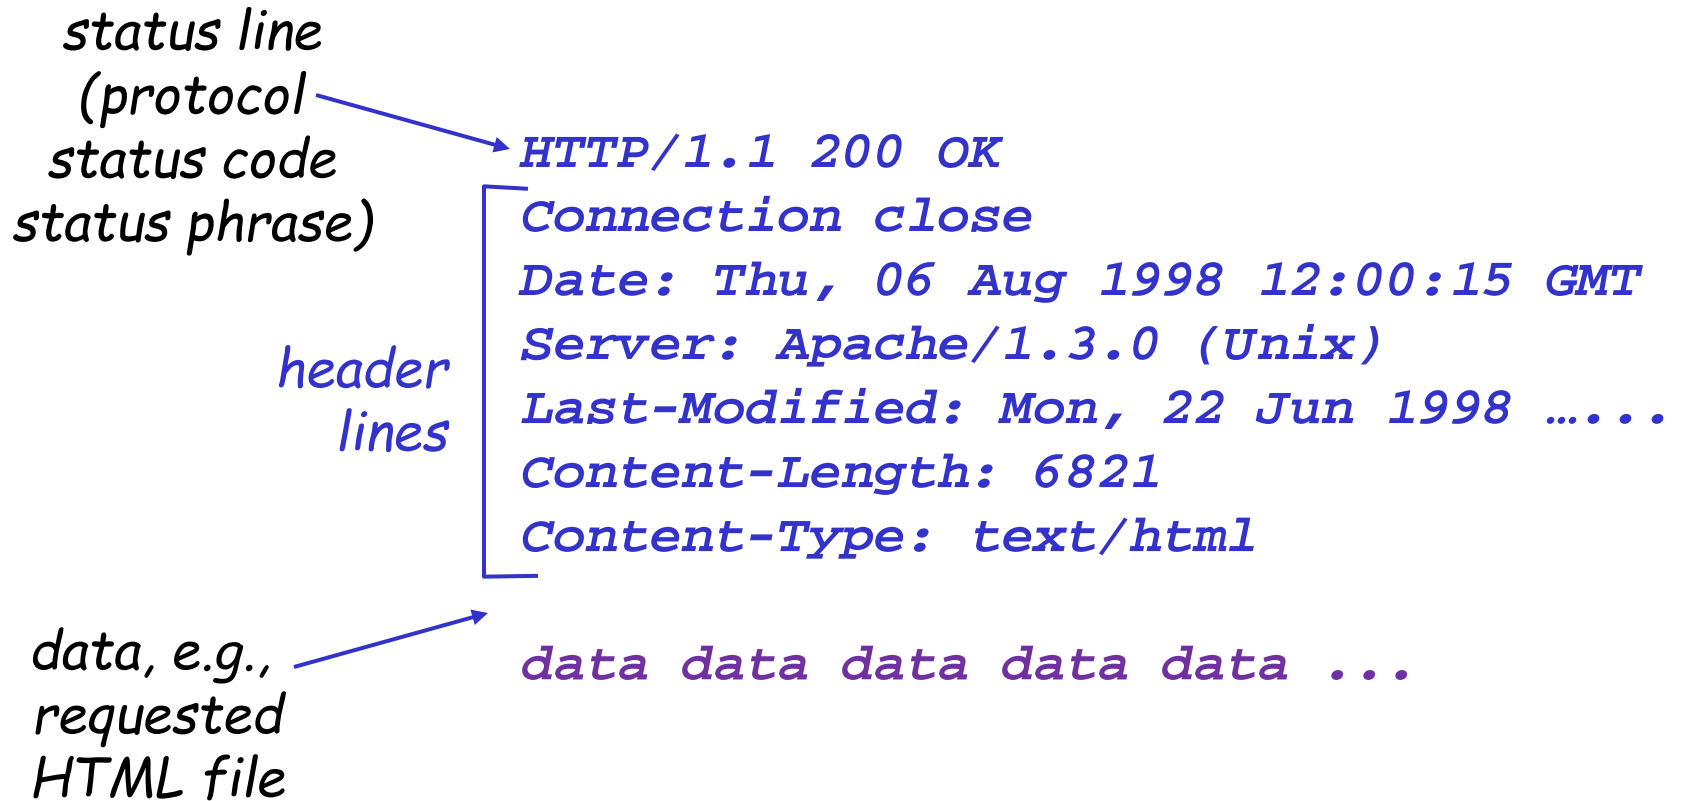 status line
(protocol
status code
status phrase)
HTTP/1.1 200 OK
Connection close
Date: Thu, 06 Aug 1998 12:00:15 GMT
Server: Apache/1.3.0 (Unix)
Last-Modified: Mon, 22 Jun 1998 …...
Content-Length: 6821
Content-Type: text/html
header
lines
data, e.g.,
requested
HTML file
data data data data data ...